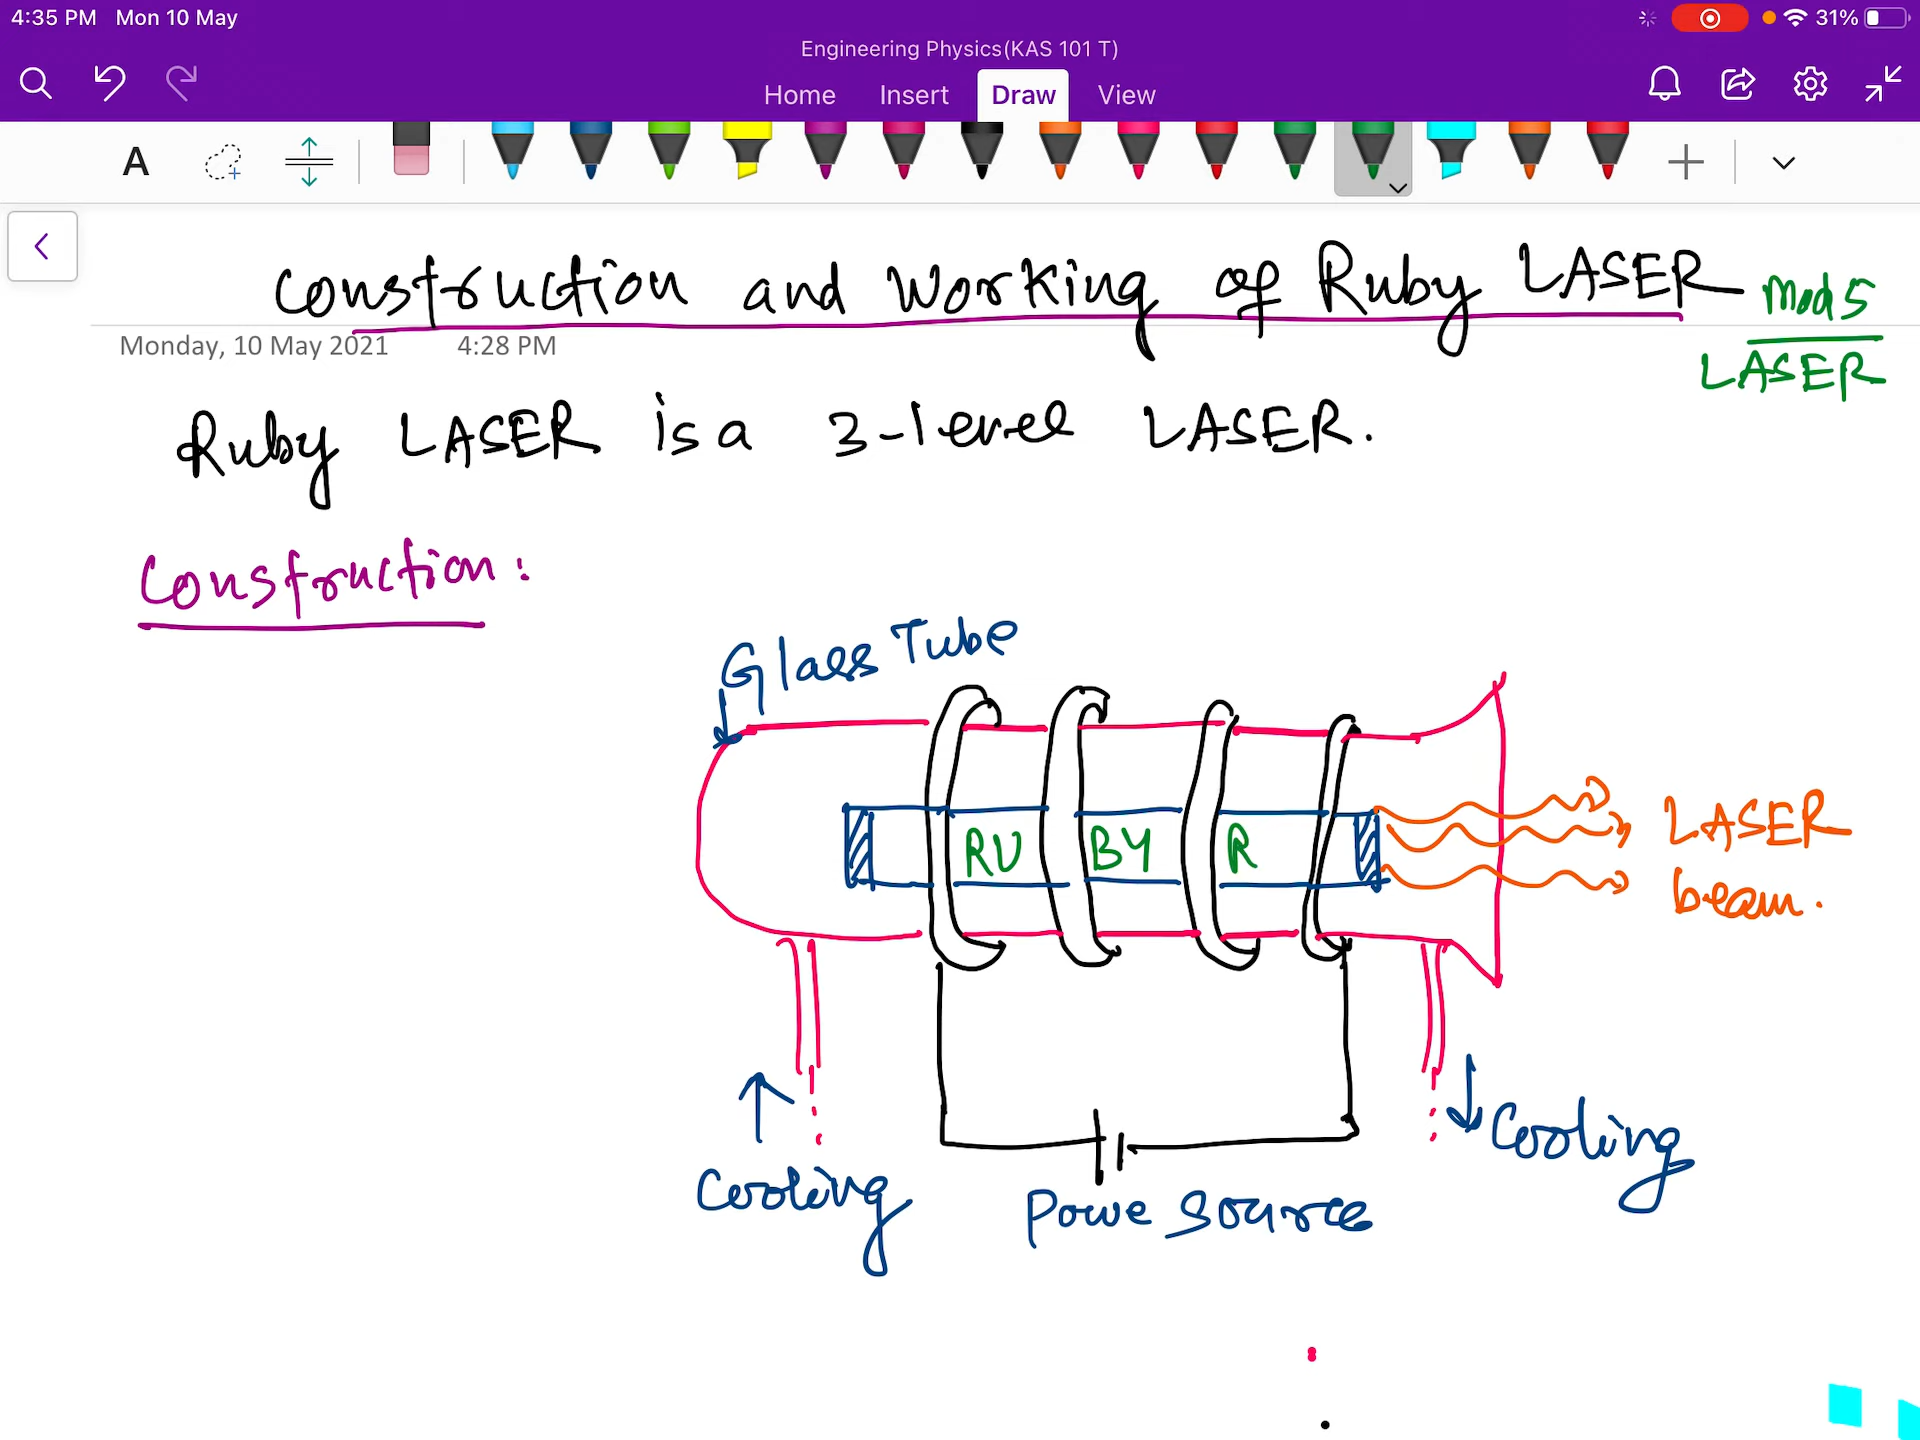 4:35 PM Mon 10 May 31%
Engineering Physics(KAS 101 T)
Home Insert Draw View
A
Construction and Working of Ruby LASER
Mod 5
LASER
Monday, 10 May 2021 4:28 PM
Ruby LASER is a 3-level LASER.
Construction:
Glass Tube
RU BY R
LASER
beam.
Cooling
Cooling
Powe source